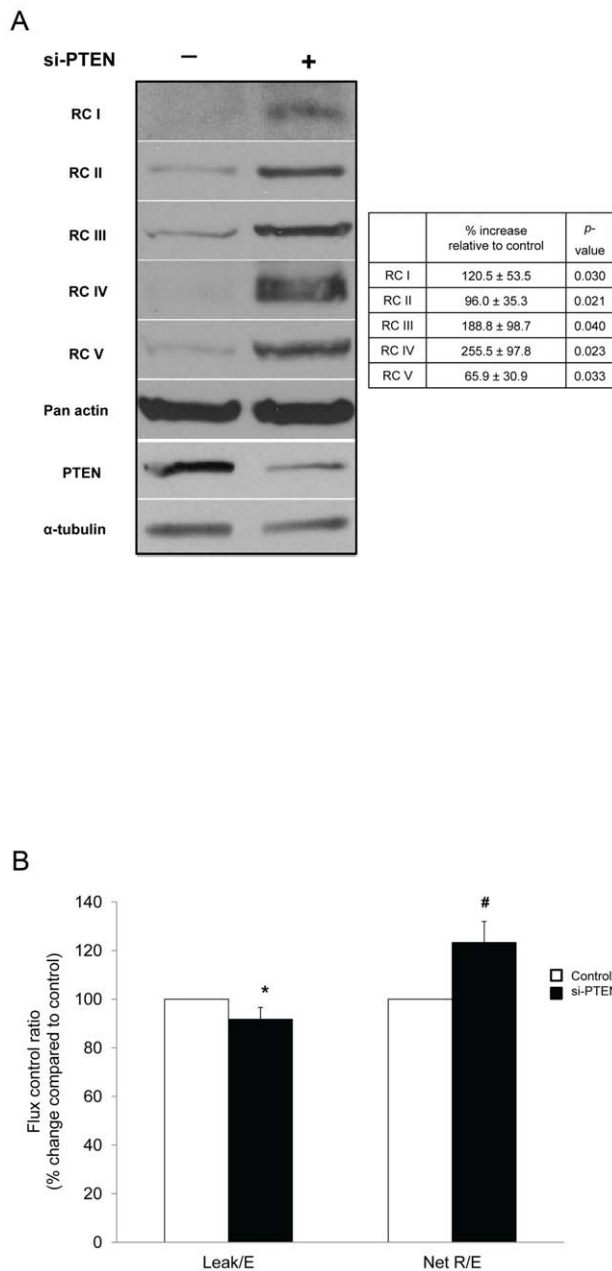 A
si-PTEN − +
RC I
RC II
RC III
RC IV
RC V
Pan actin
PTEN
α-tubulin
% increase relative to control p-value
RC I 120.5 ± 53.5 0.030
RC II 96.0 ± 35.3 0.021
RC III 188.8 ± 98.7 0.040
RC IV 255.5 ± 97.8 0.023
RC V 65.9 ± 30.9 0.033
B
Flux control ratio
(% change compared to control)
140
120
100
80
60
40
20
0
*
#
Control
si-PTEN
Leak/E Net R/E